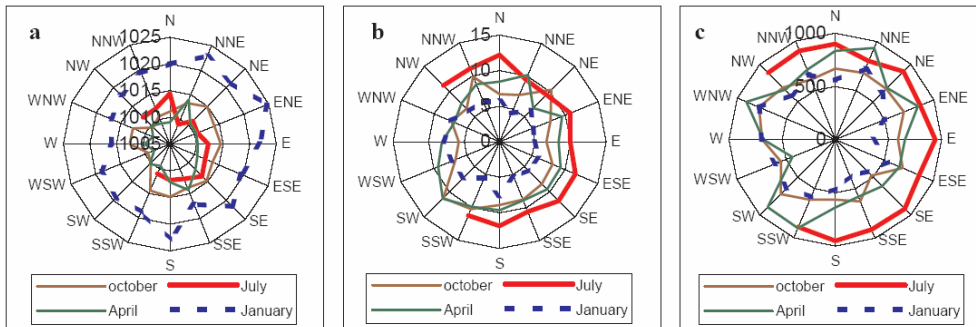 a
N
NNE
NE
ENE
E
ESE
SE
SSE
S
SSW
SW
WSW
W
WNW
NW
NNW
1025
1020
1015
1010
1005
october
July
April
January
b
N
NNE
NE
ENE
E
ESE
SE
SSE
S
SSW
SW
WSW
W
WNW
NW
NNW
15
10
5
0
october
July
April
January
c
N
NNE
NE
ENE
E
ESE
SE
SSE
S
SSW
SW
WSW
W
WNW
NW
NNW
1000
500
0
october
July
April
January